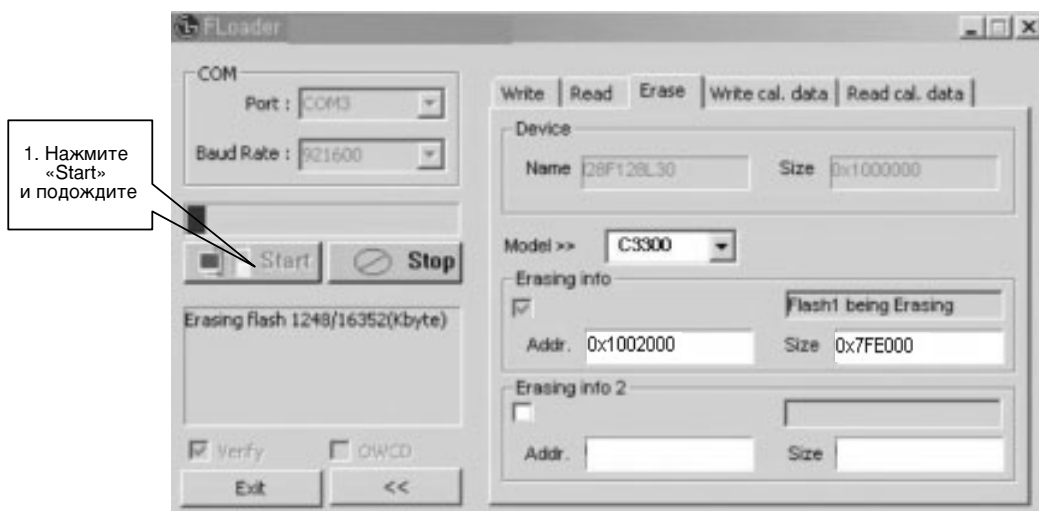 FLoader
COM
Port : COM3
Baud Rate : 921600
1. Нажмите
«Start»
и подождите
Start
Stop
Erasing flash 1248/16352(Kbyte)
Verify
OWCD
Exit
<<
Write
Read
Erase
Write cal. data
Read cal. data
Device
Name I28F128L30
Size 0x1000000
Model >> C3300
Erasing info
Flash1 being Erasing
Addr. 0x1002000
Size 0x7FE000
Erasing info 2
Addr.
Size